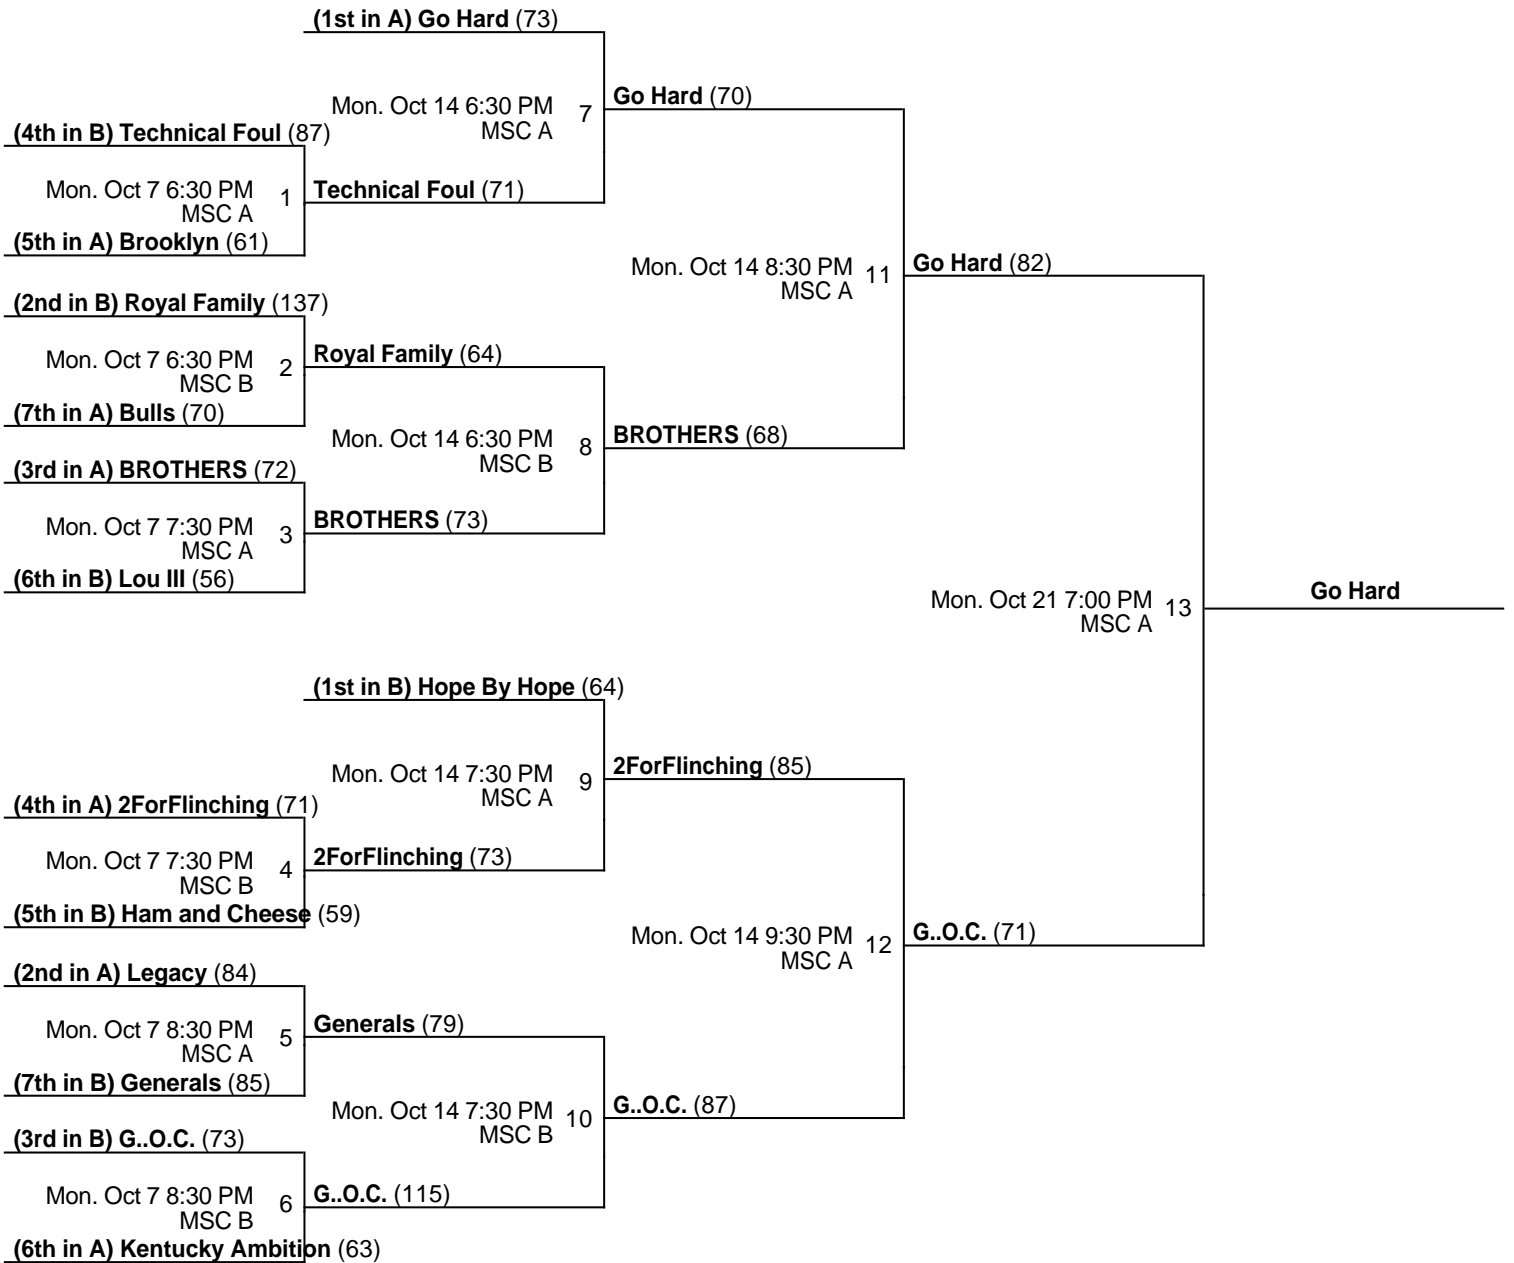 (1st in A) Go Hard (73)
Mon. Oct 14 6:30 PM 7
MSC A
Go Hard (70)
(4th in B) Technical Foul (87)
Mon. Oct 7 6:30 PM 1
MSC A
Technical Foul (71)
(5th in A) Brooklyn (61)
Mon. Oct 14 8:30 PM 11
MSC A
Go Hard (82)
(2nd in B) Royal Family (137)
Mon. Oct 7 6:30 PM 2
MSC B
Royal Family (64)
(7th in A) Bulls (70)
Mon. Oct 14 6:30 PM 8
MSC B
BROTHERS (68)
(3rd in A) BROTHERS (72)
Mon. Oct 7 7:30 PM 3
MSC A
BROTHERS (73)
(6th in B) Lou III (56)
Mon. Oct 21 7:00 PM 13
MSC A
Go Hard
(1st in B) Hope By Hope (64)
Mon. Oct 14 7:30 PM 9
MSC A
2ForFlinching (85)
(4th in A) 2ForFlinching (71)
Mon. Oct 7 7:30 PM 4
MSC B
2ForFlinching (73)
(5th in B) Ham and Cheese (59)
Mon. Oct 14 9:30 PM 12
MSC A
G..O.C. (71)
(2nd in A) Legacy (84)
Mon. Oct 7 8:30 PM 5
MSC A
Generals (79)
(7th in B) Generals (85)
Mon. Oct 14 7:30 PM 10
MSC B
G..O.C. (87)
(3rd in B) G..O.C. (73)
Mon. Oct 7 8:30 PM 6
MSC B
G..O.C. (115)
(6th in A) Kentucky Ambition (63)